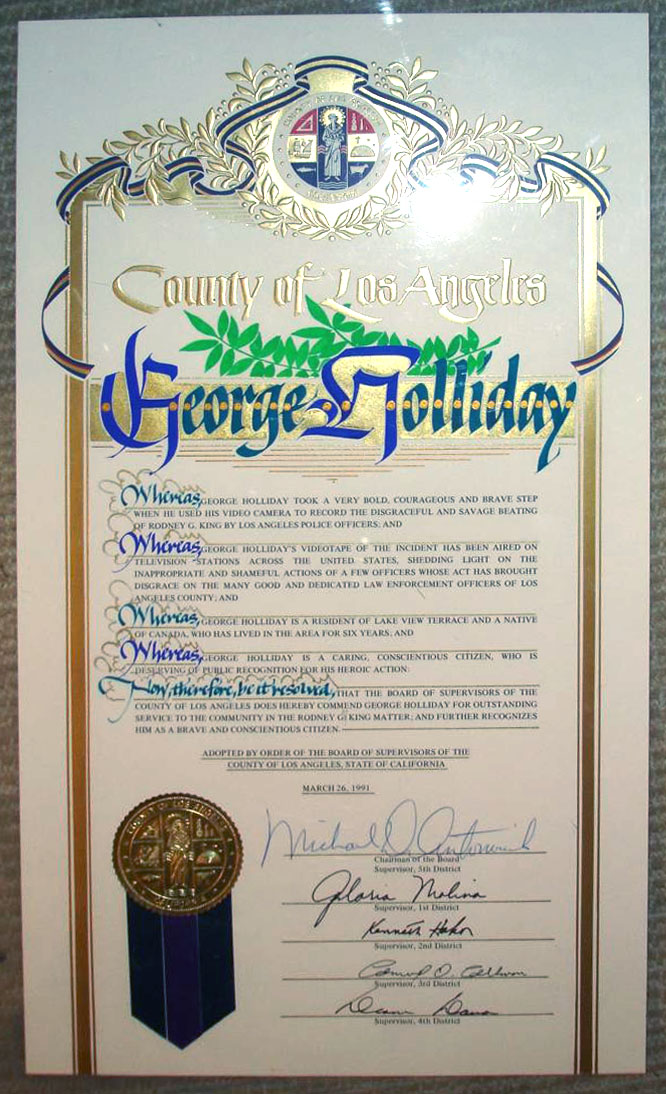 County of Los Angeles
George Holliday
Whereas, GEORGE HOLLIDAY TOOK A VERY BOLD, COURAGEOUS AND BRAVE STEP
WHEN HE USED HIS VIDEO CAMERA TO RECORD THE DISGRACEFUL AND SAVAGE BEATING
OF RODNEY G. KING BY LOS ANGELES POLICE OFFICERS; AND
Whereas, GEORGE HOLLIDAY'S VIDEOTAPE OF THE INCIDENT HAS BEEN AIRED ON
TELEVISION STATIONS ACROSS THE UNITED STATES, SHEDDING LIGHT ON THE
INAPPROPRIATE AND SHAMEFUL ACTIONS OF A FEW OFFICERS WHOSE ACT HAS BROUGHT
DISGRACE ON THE MANY GOOD AND DEDICATED LAW ENFORCEMENT OFFICERS OF LOS
ANGELES COUNTY; AND
Whereas, GEORGE HOLLIDAY IS A RESIDENT OF LAKE VIEW TERRACE AND A NATIVE
OF CANADA, WHO HAS LIVED IN THE AREA FOR SIX YEARS; AND
Whereas, GEORGE HOLLIDAY IS A CARING, CONSCIENTIOUS CITIZEN, WHO IS
DESERVING OF PUBLIC RECOGNITION FOR HIS HEROIC ACTION:
Now, therefore, be it resolved, THAT THE BOARD OF SUPERVISORS OF THE
COUNTY OF LOS ANGELES DOES HEREBY COMMEND GEORGE HOLLIDAY FOR OUTSTANDING
SERVICE TO THE COMMUNITY IN THE RODNEY G. KING MATTER; AND FURTHER RECOGNIZES
HIM AS A BRAVE AND CONSCIENTIOUS CITIZEN.
ADOPTED BY ORDER OF THE BOARD OF SUPERVISORS OF THE
COUNTY OF LOS ANGELES, STATE OF CALIFORNIA
MARCH 26, 1991
COUNTY OF LOS ANGELES
CALIFORNIA
Michael D. Antonovich
Chairman of the Board
Supervisor, 5th District
Gloria Molina
Supervisor, 1st District
Kenneth Hahn
Supervisor, 2nd District
Supervisor, 3rd District
Deane Dana
Supervisor, 4th District